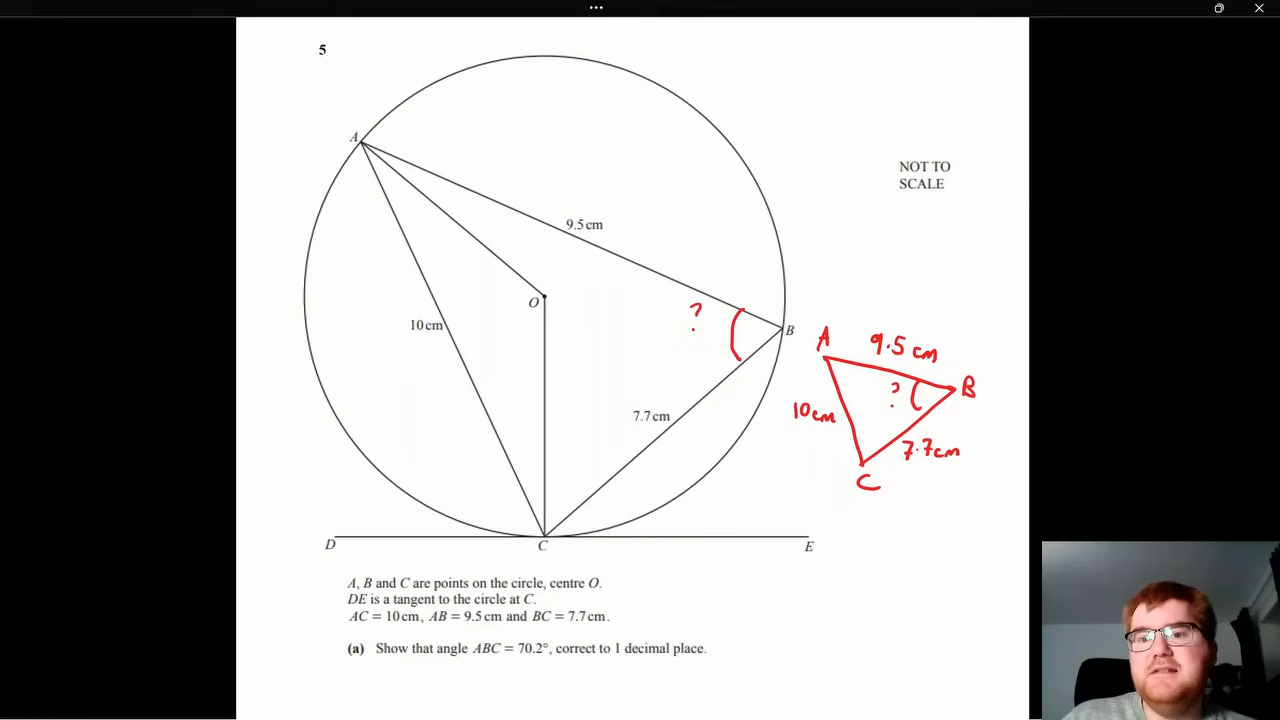 5
A
NOT TO
SCALE
9.5 cm
O
?
B
10 cm
7.7 cm
A
9.5 cm
B
?
10cm
7.7cm
C
D
C
E
A, B and C are points on the circle, centre O.
DE is a tangent to the circle at C.
AC = 10 cm, AB = 9.5 cm and BC = 7.7 cm.
(a) Show that angle ABC = 70.2°, correct to 1 decimal place.